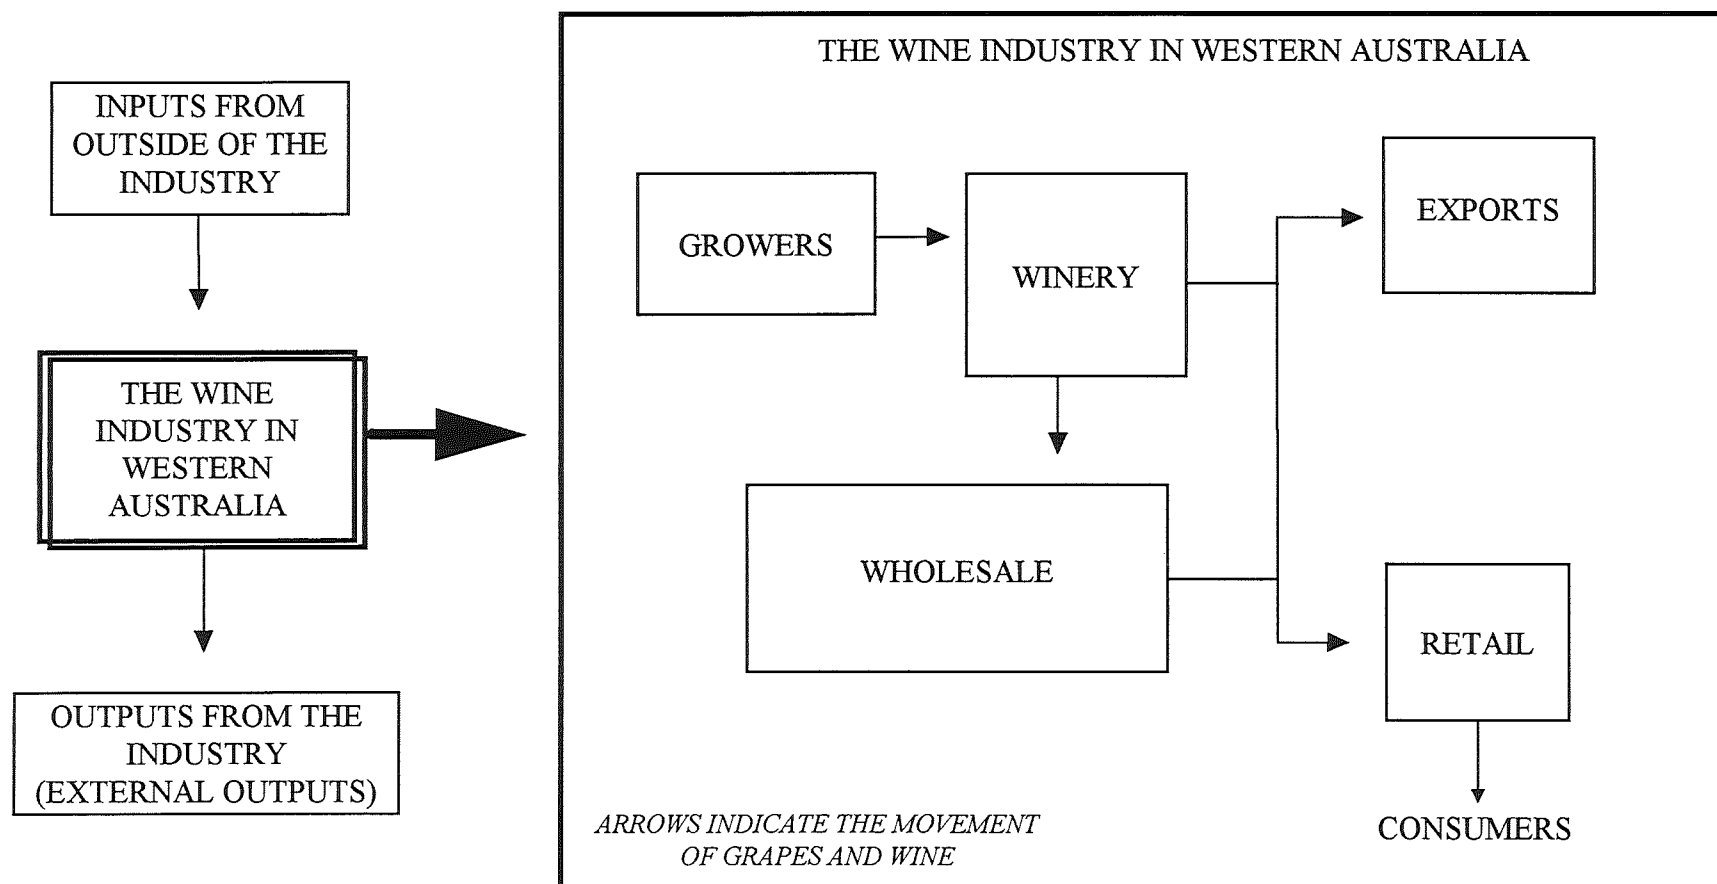 INPUTS FROM
OUTSIDE OF THE
INDUSTRY
THE WINE
INDUSTRY IN
WESTERN
AUSTRALIA
OUTPUTS FROM THE
INDUSTRY
(EXTERNAL OUTPUTS)
THE WINE INDUSTRY IN WESTERN AUSTRALIA
GROWERS
WINERY
EXPORTS
WHOLESALE
RETAIL
CONSUMERS
ARROWS INDICATE THE MOVEMENT
OF GRAPES AND WINE